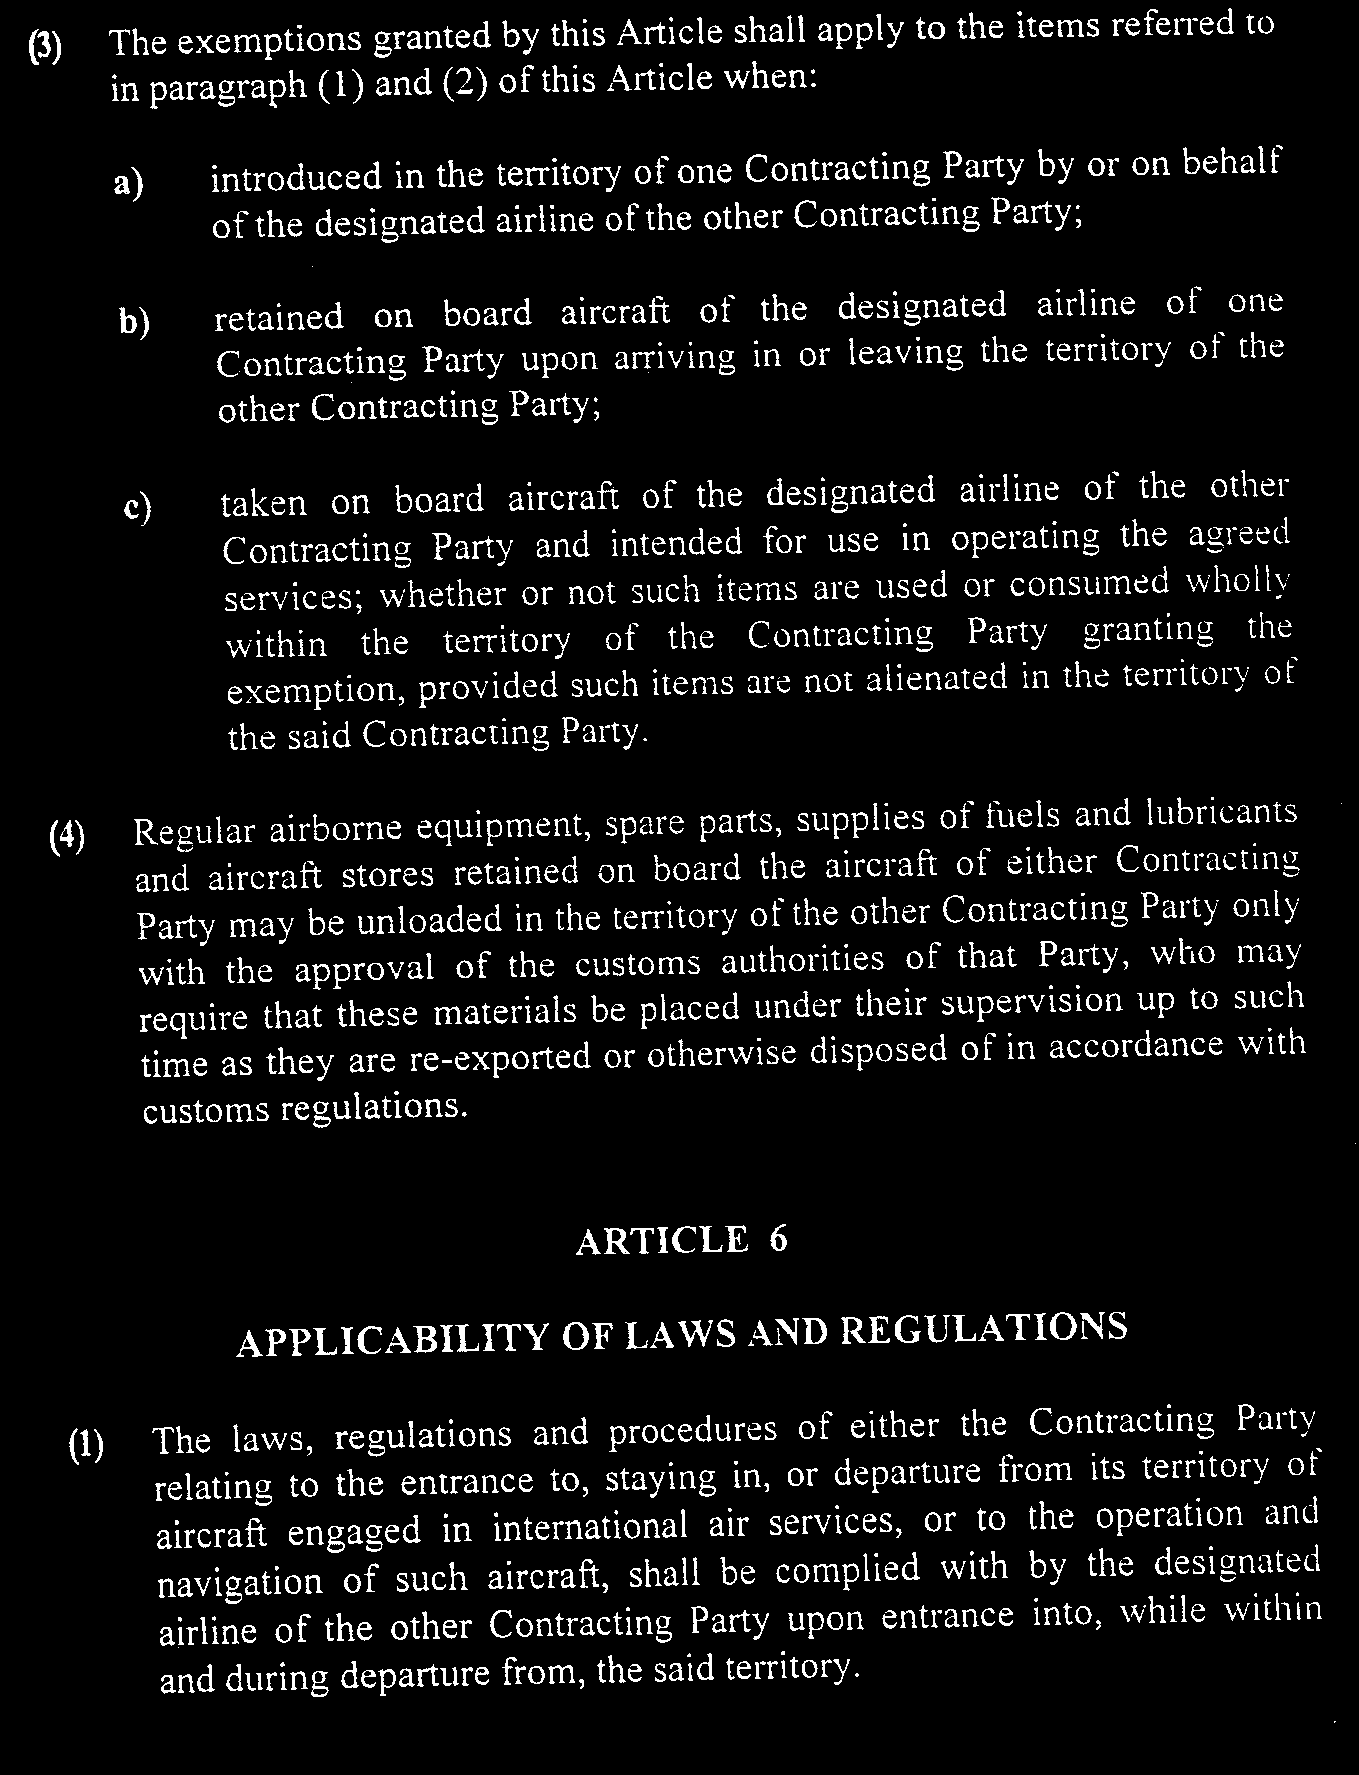 (3) The exemptions granted by this Article shall apply to the items referred to
in paragraph (1) and (2) of this Article when:
a) introduced in the territory of one Contracting Party by or on behalf
of the designated airline of the other Contracting Party;
b) retained on board aircraft of the designated airline of one
Contracting Party upon arriving in or leaving the territory of the
other Contracting Party;
c) taken on board aircraft of the designated airline of the other
Contracting Party and intended for use in operating the agreed
services; whether or not such items are used or consumed wholly
within the territory of the Contracting Party granting the
exemption, provided such items are not alienated in the territory of
the said Contracting Party.
(4) Regular airborne equipment, spare parts, supplies of fuels and lubricants
and aircraft stores retained on board the aircraft of either Contracting
Party may be unloaded in the territory of the other Contracting Party only
with the approval of the customs authorities of that Party, who may
require that these materials be placed under their supervision up to such
time as they are re-exported or otherwise disposed of in accordance with
customs regulations.
ARTICLE 6
APPLICABILITY OF LAWS AND REGULATIONS
(1) The laws, regulations and procedures of either the Contracting Party
relating to the entrance to, staying in, or departure from its territory of
aircraft engaged in international air services, or to the operation and
navigation of such aircraft, shall be complied with by the designated
airline of the other Contracting Party upon entrance into, while within
and during departure from, the said territory.